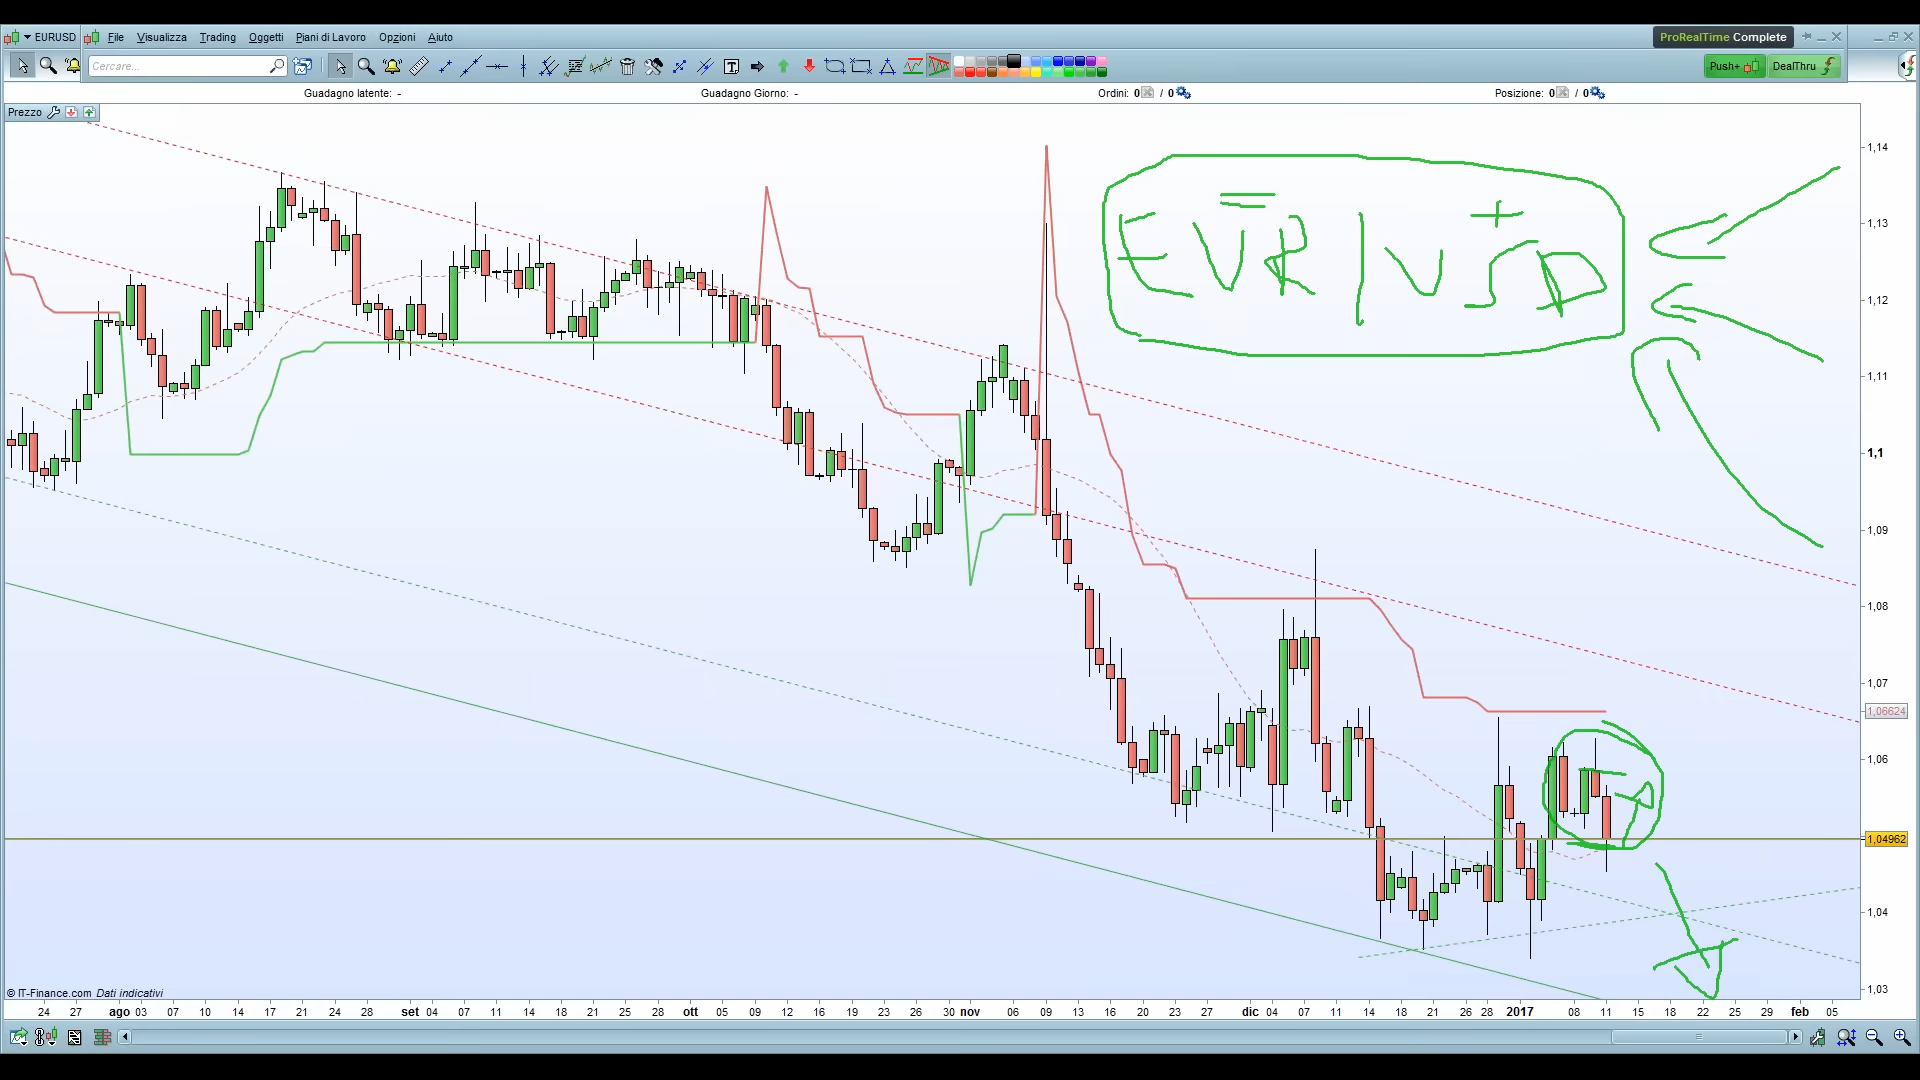 EURUSD File Visualizza Trading Oggetti Piani di Lavoro Opzioni Aiuto ProRealTime Complete
Cercare... T Push+ DealThru
Guadagno latente: - Guadagno Giorno: - Ordini: 0 / 0 Posizione: 0 / 0
Prezzo
EUR | USD
= +
1,14
1,13
1,12
1,11
1,1
1,09
1,08
1,07
1,06624
1,06
1,04962
1,04
1,03
© IT-Finance.com Dati indicativi
24 27 ago 03 07 10 14 16 21 24 28 set 04 07 11 14 18 21 25 28 ott 05 09 12 16 19 23 26 30 nov 06 09 13 16 20 23 27 dic 04 07 11 14 18 21 26 28 2017 08 11 15 18 22 25 29 feb 05